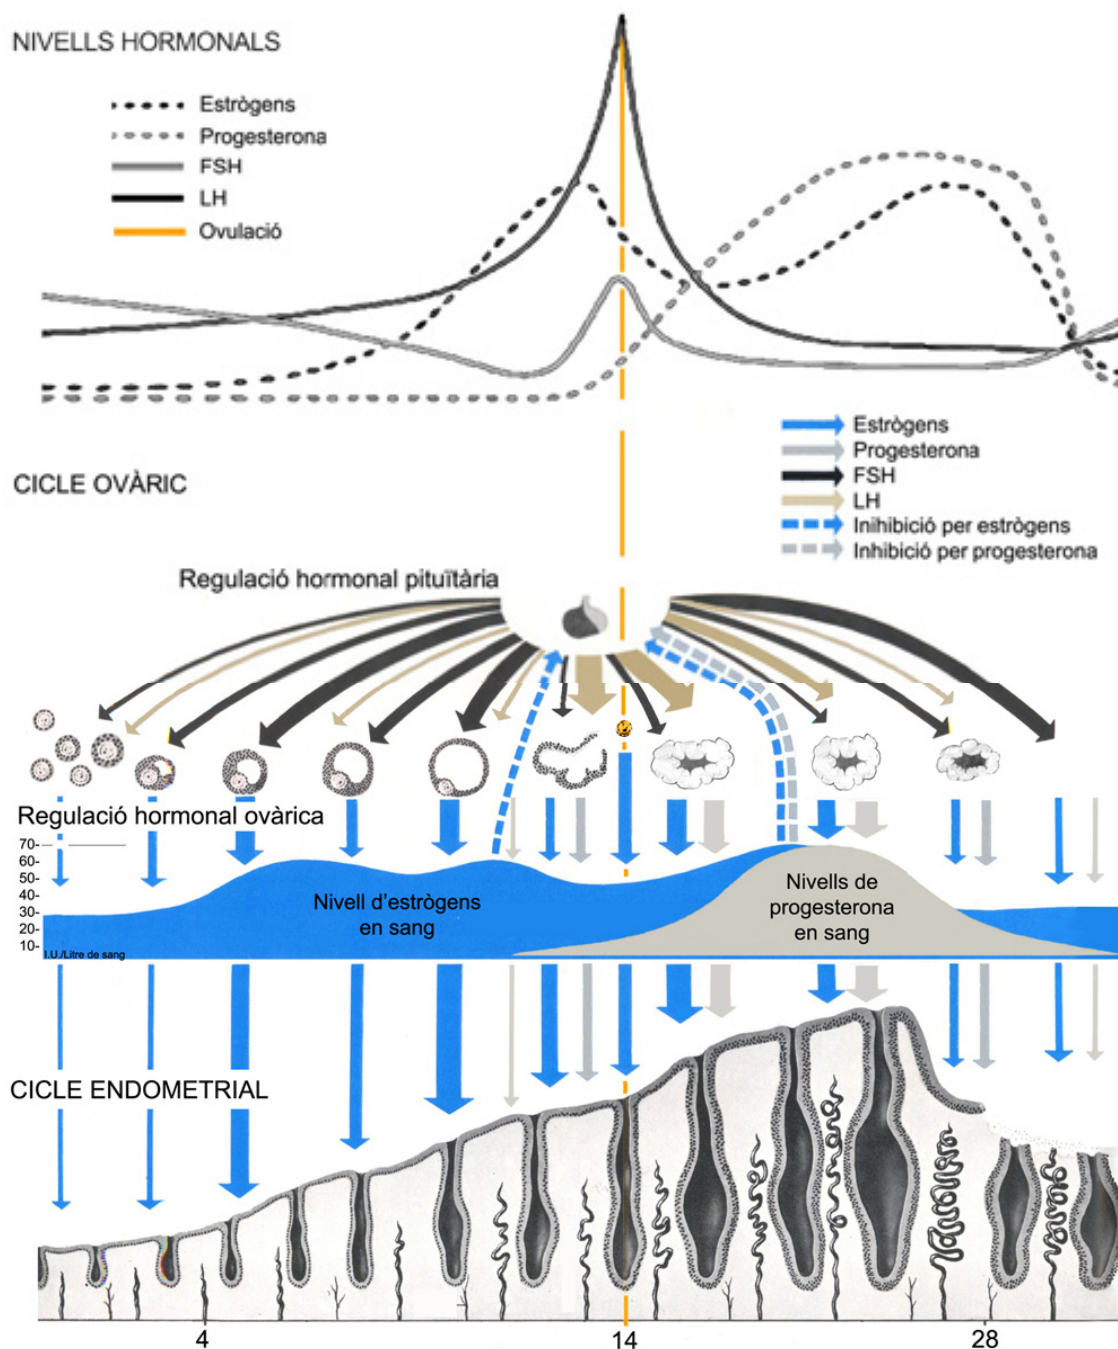 NIVELLS HORMONALS
Estrògens
Progesterona
FSH
LH
Ovulació
Estrògens
Progesterona
FSH
LH
Inihibició per estrògens
Inhibició per progesterona
CICLE OVÀRIC
Regulació hormonal pituïtària
Regulació hormonal ovàrica
70-
60-
50-
40-
30-
20-
10-
I.U./Litre de sang
Nivell d'estrògens
en sang
Nivells de
progesterona
en sang
CICLE ENDOMETRIAL
4
14
28